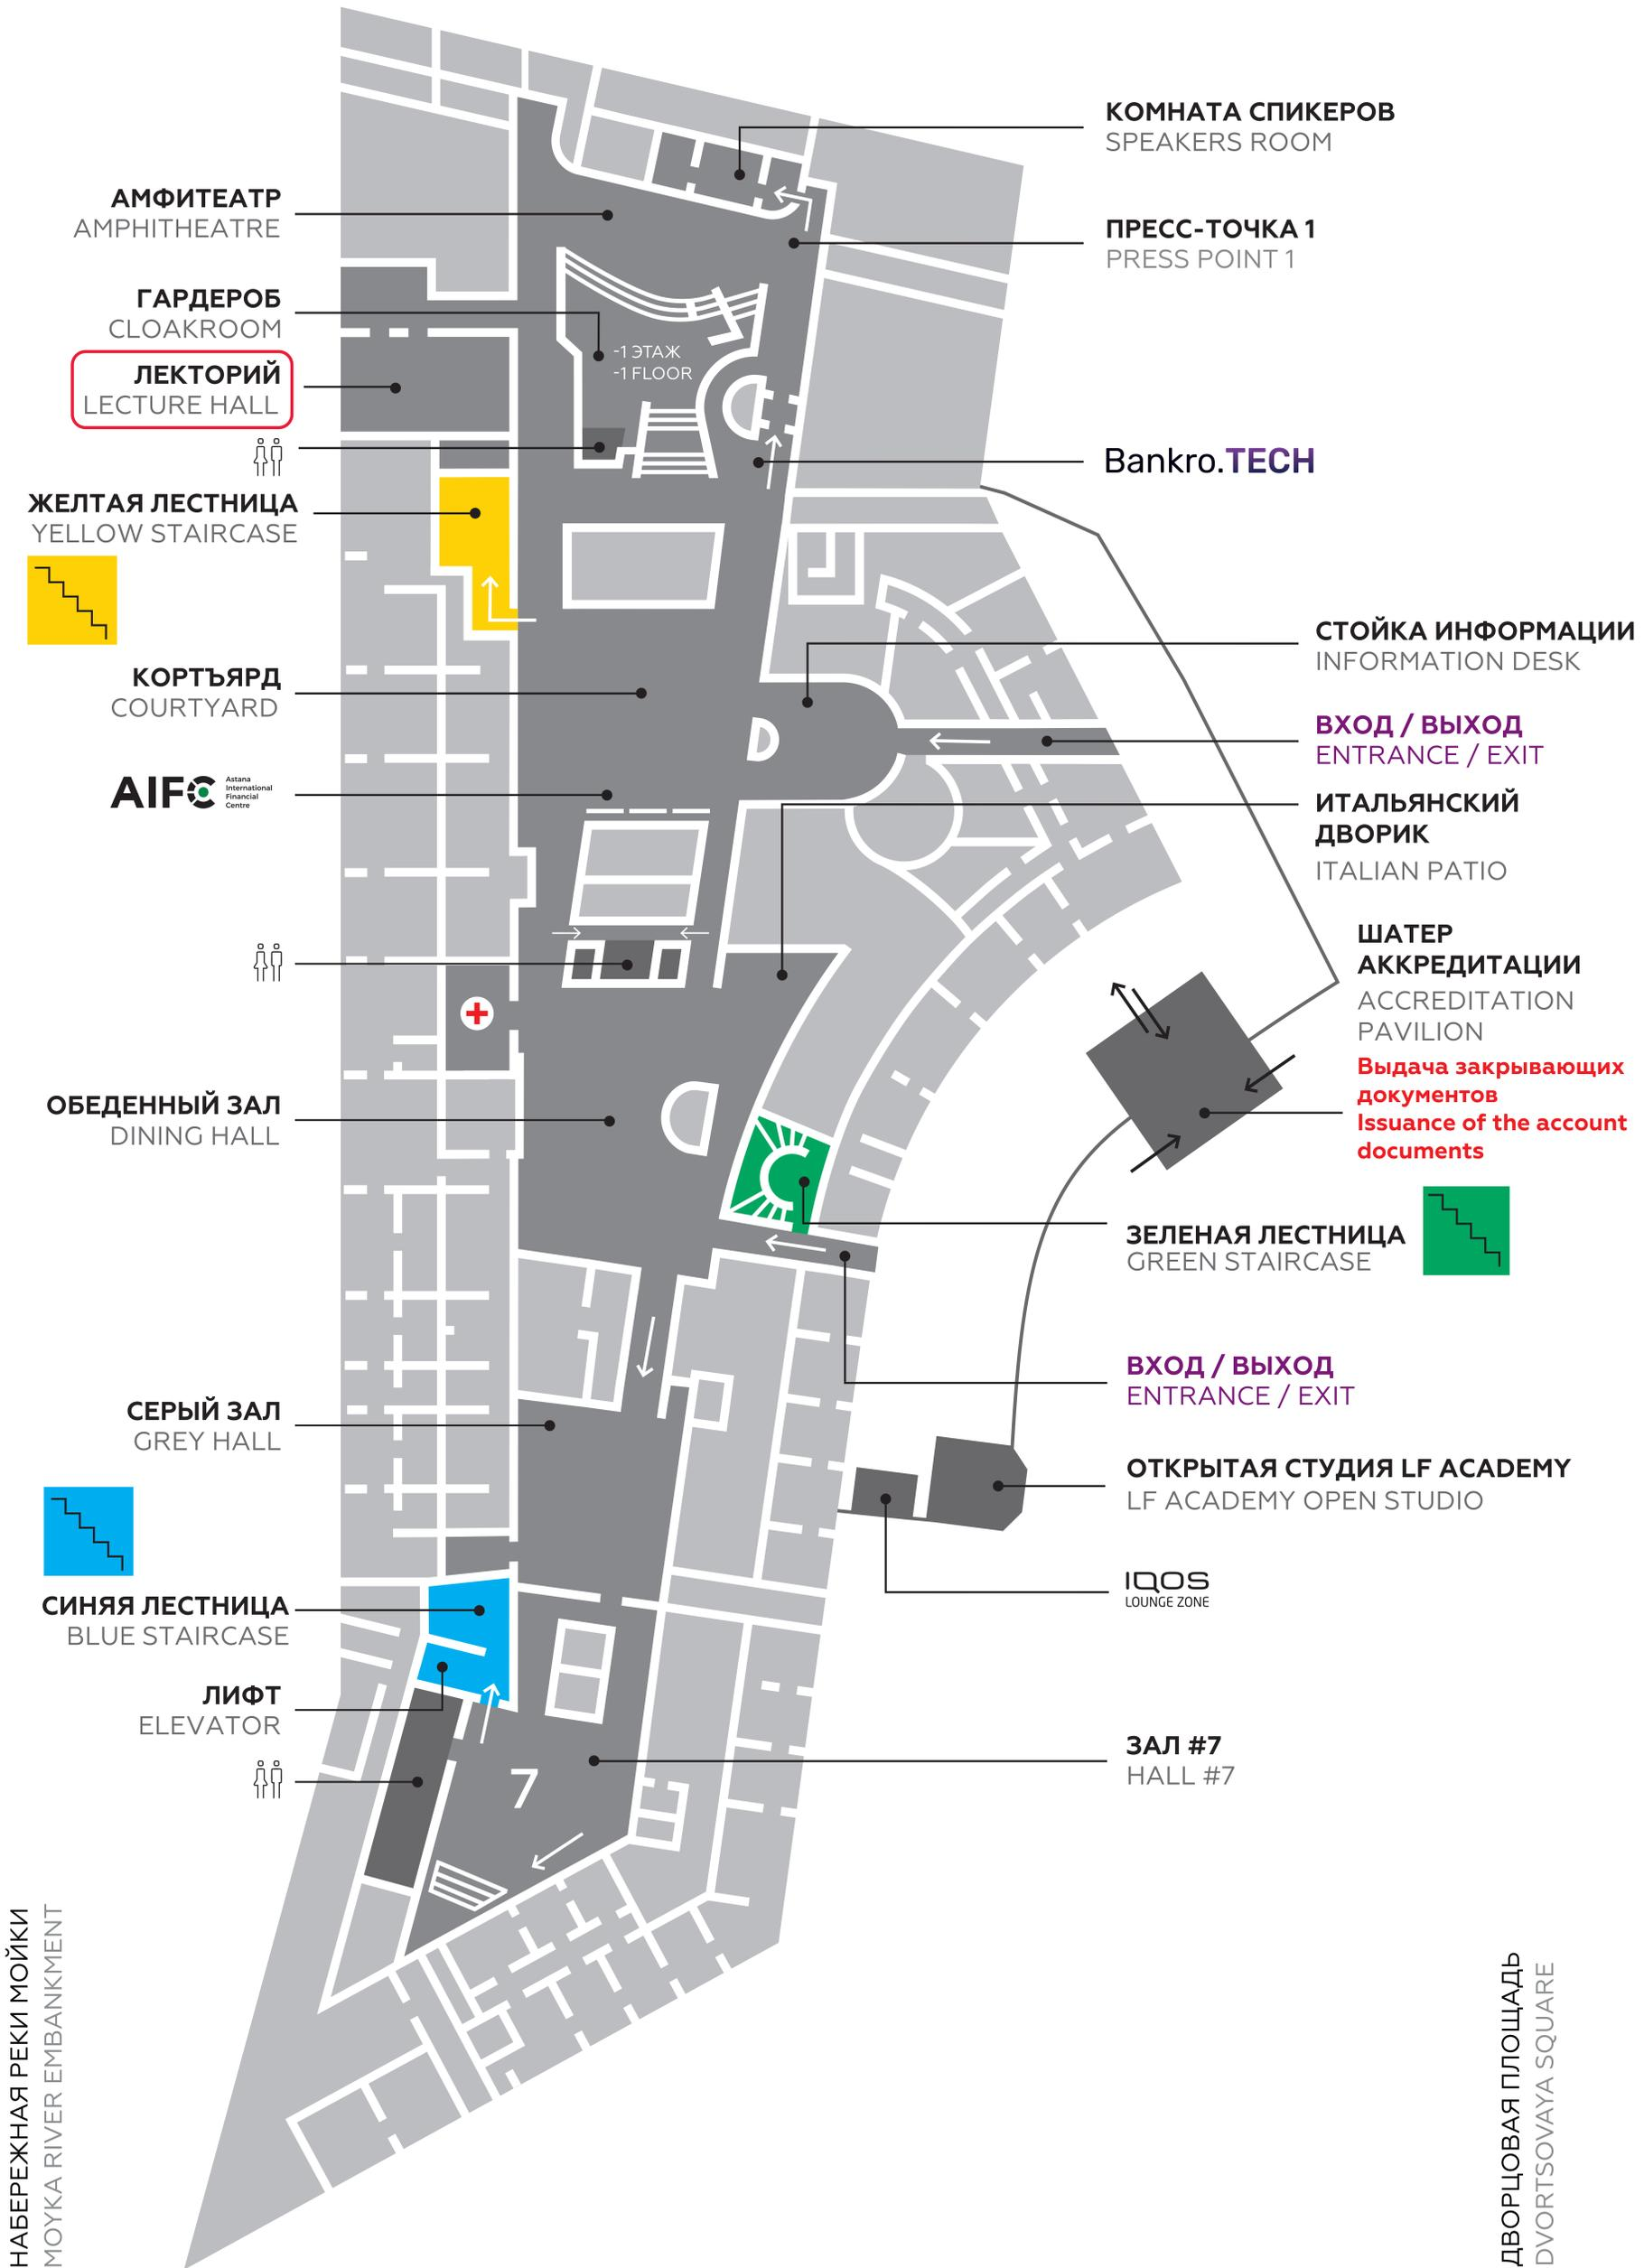 КОМНАТА СПИКЕРОВ
SPEAKERS ROOM
АМФИТЕАТР
AMPHITHEATRE
ПРЕСС-ТОЧКА 1
PRESS POINT 1
ГАРДЕРОБ
CLOAKROOM
-1 ЭТАЖ
-1 FLOOR
ЛЕКТОРИЙ
LECTURE HALL
Bankro.TECH
ЖЕЛТАЯ ЛЕСТНИЦА
YELLOW STAIRCASE
СТОЙКА ИНФОРМАЦИИ
INFORMATION DESK
КОРТЪЯРД
COURTYARD
ВХОД / ВЫХОД
ENTRANCE / EXIT
AIFC
Astana
International
Financial
Centre
ИТАЛЬЯНСКИЙ
ДВОРИК
ITALIAN PATIO
ШАТЕР
АККРЕДИТАЦИИ
ACCREDITATION
PAVILION
Выдача закрывающих
документов
Issuance of the account
documents
ОБЕДЕННЫЙ ЗАЛ
DINING HALL
ЗЕЛЕНАЯ ЛЕСТНИЦА
GREEN STAIRCASE
ВХОД / ВЫХОД
ENTRANCE / EXIT
СЕРЫЙ ЗАЛ
GREY HALL
ОТКРЫТАЯ СТУДИЯ LF ACADEMY
LF ACADEMY OPEN STUDIO
IQOS
LOUNGE ZONE
СИНЯЯ ЛЕСТНИЦА
BLUE STAIRCASE
ЛИФТ
ELEVATOR
ЗАЛ #7
HALL #7
7
НАБЕРЕЖНАЯ РЕКИ МОЙКИ
MOYKA RIVER EMBANKMENT
ДВОРЦОВАЯ ПЛОЩАДЬ
DVORTSOVAYA SQUARE